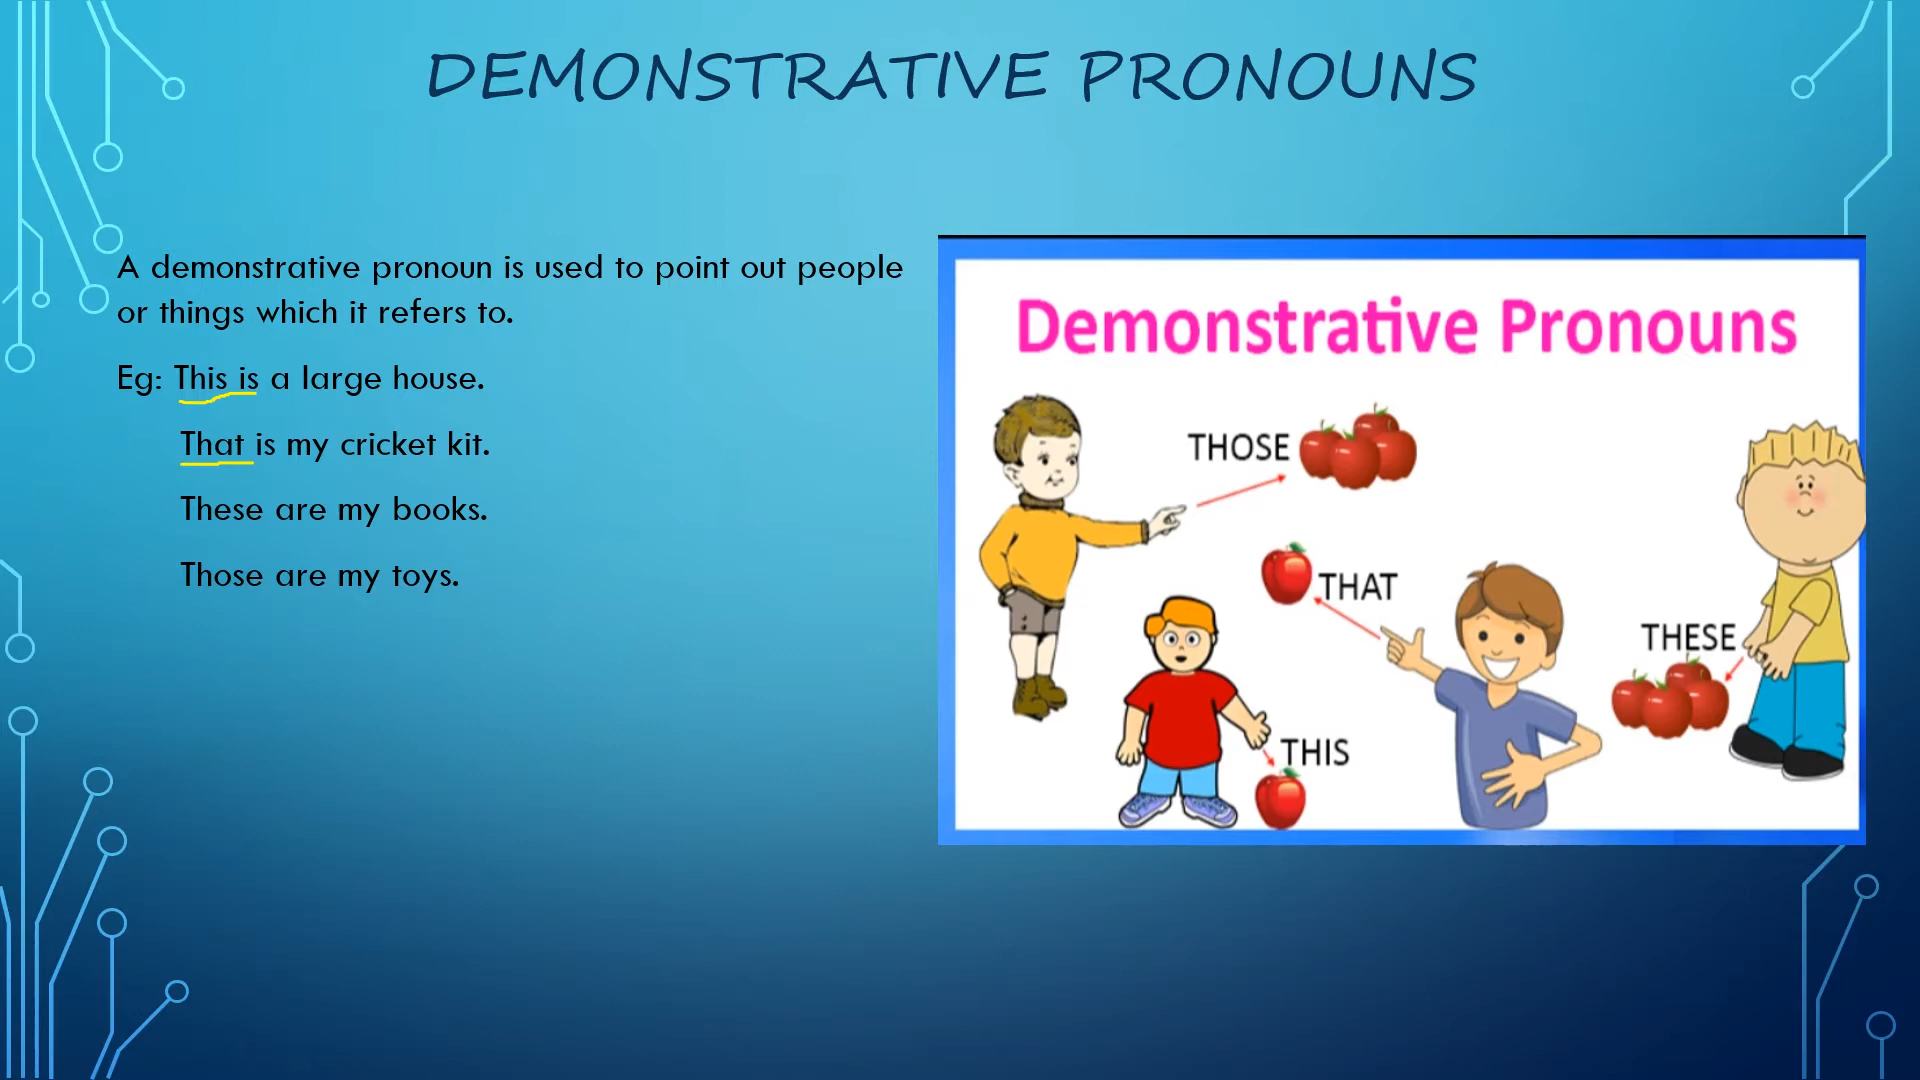 DEMONSTRATIVE PRONOUNS
A demonstrative pronoun is used to point out people
or things which it refers to.
Eg: This is a large house.
That is my cricket kit.
These are my books.
Those are my toys.
Demonstrative Pronouns
THOSE
THAT
THESE
THIS